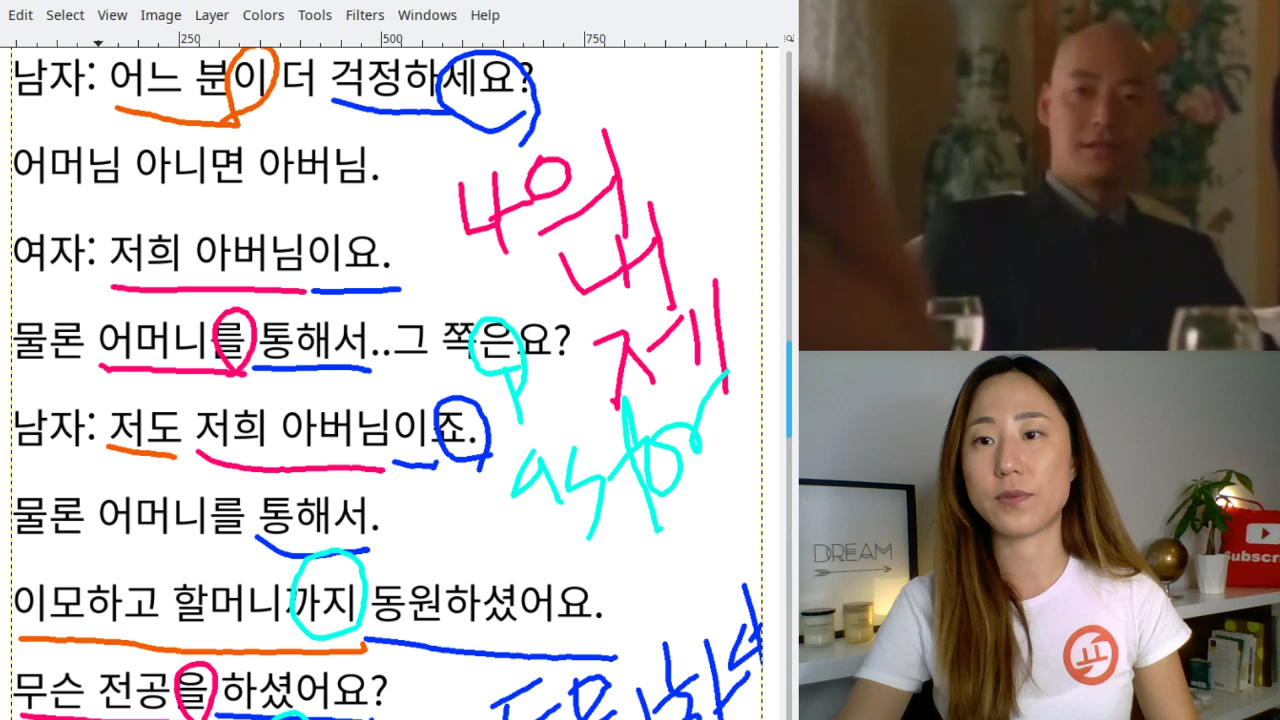 Edit Select View Image Layer Colors Tools Filters Windows Help
250 500 750
남자: 어느 분이 더 걱정하세요?
어머님 아니면 아버님.
여자: 저희 아버님이요.
물론 어머니를 통해서..그 쪽은요?
남자: 저도 저희 아버님이죠.
물론 어머니를 통해서.
이모하고 할머니까지 동원하셨어요.
무슨 전공을 하셨어요?
as for
DREAM
Subscr